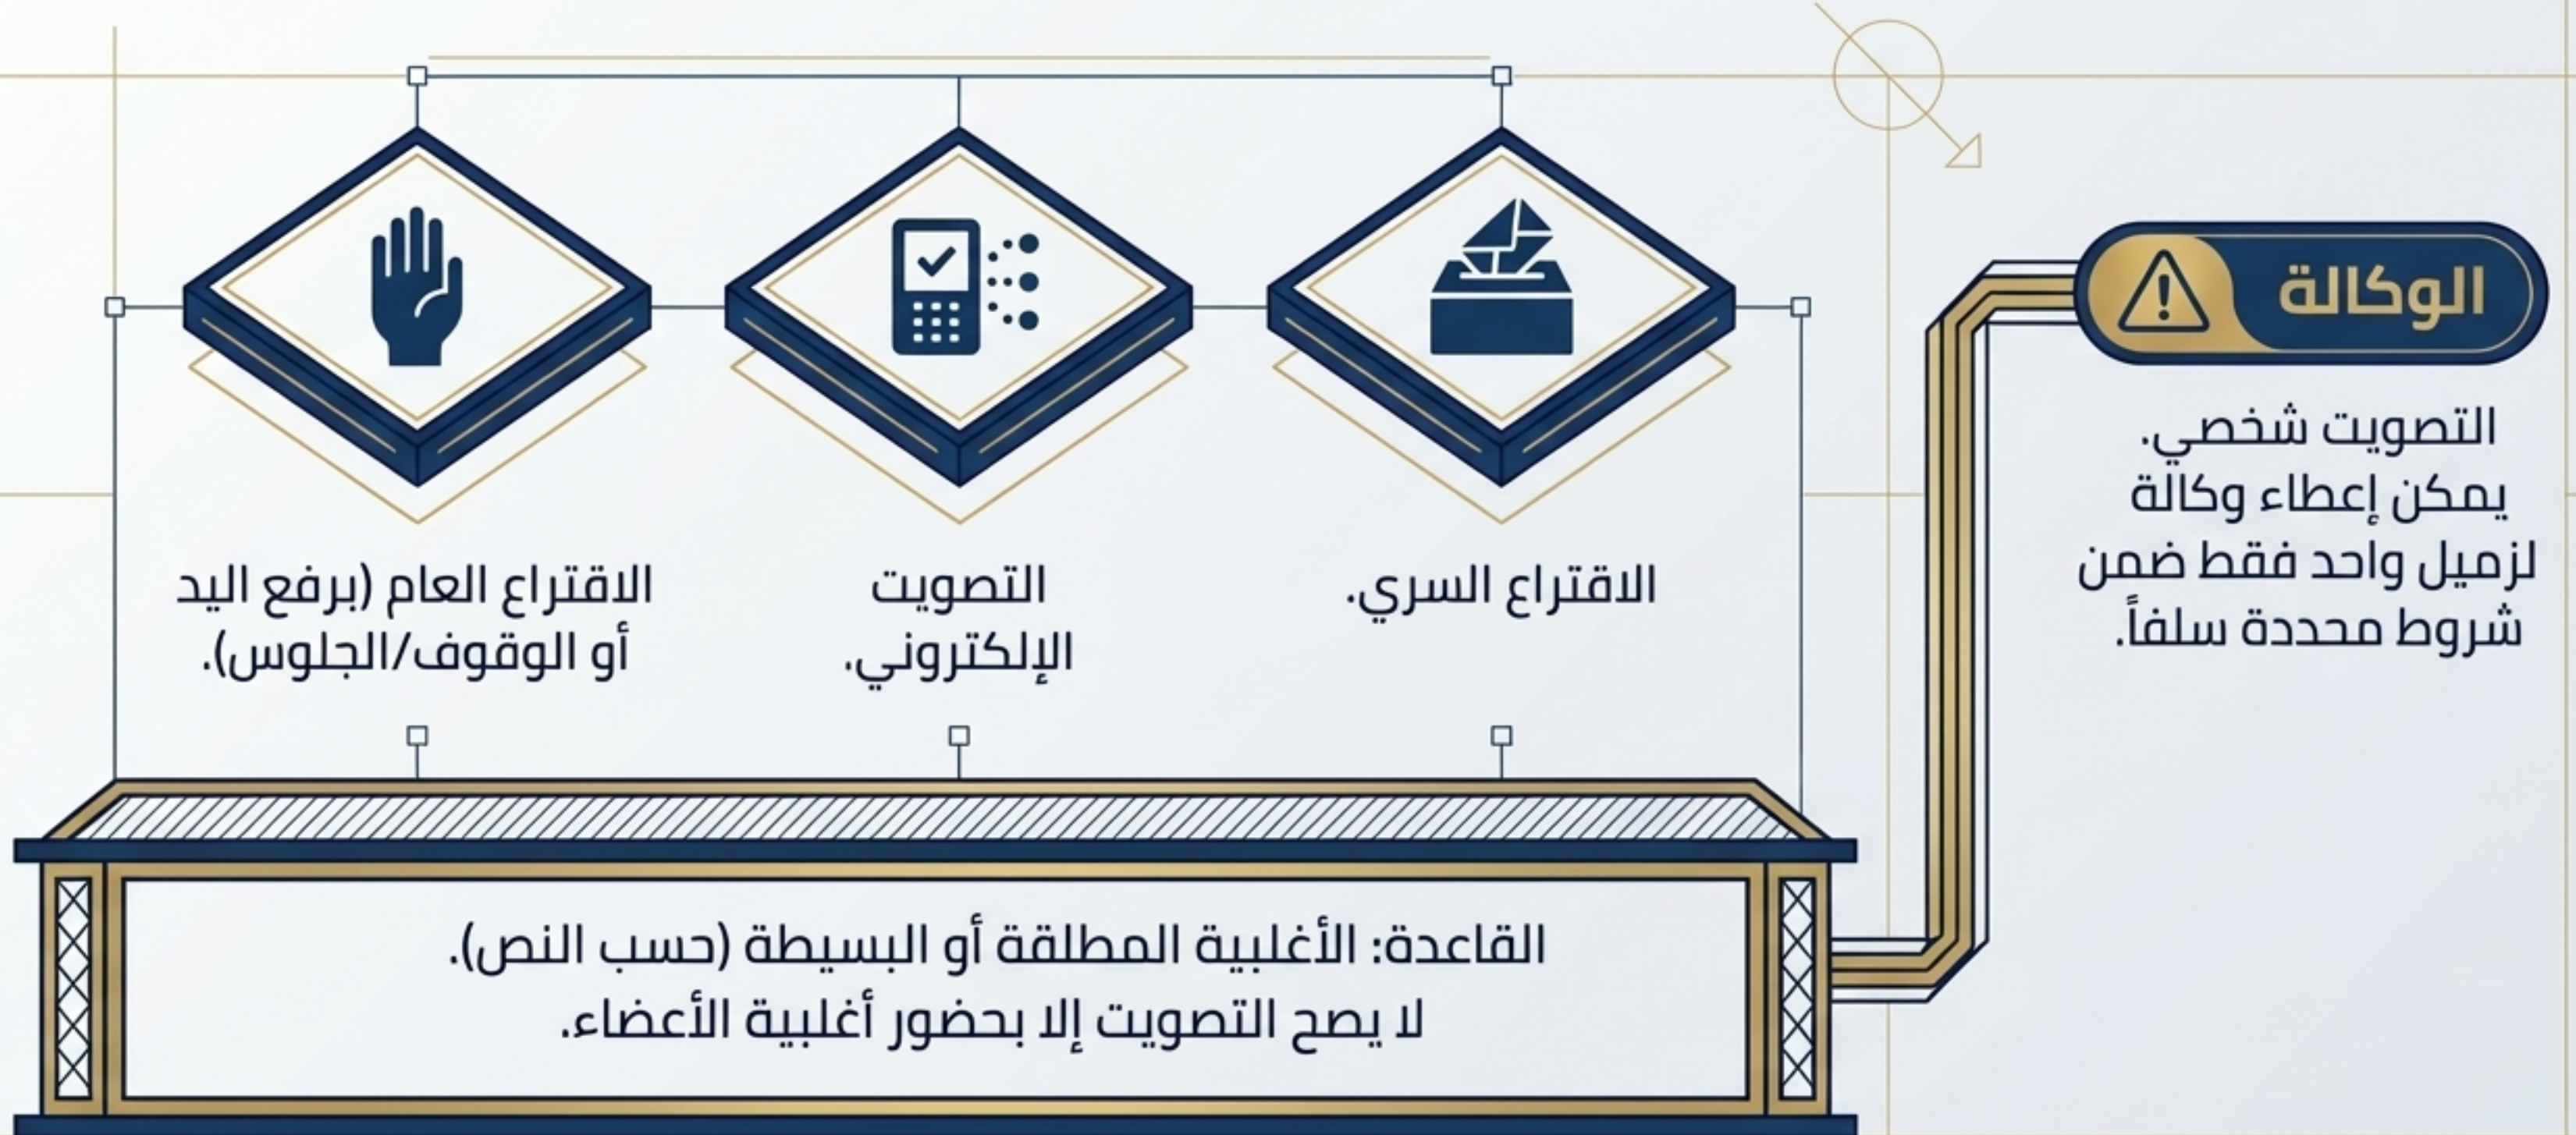 الوكالة
التصويت شخصي.
يمكن إعطاء وكالة
لزميل واحد فقط ضمن
شروط محددة سلفاً.
الاقتراع السري.
التصويت
الإلكتروني.
الاقتراع العام (برفع اليد
أو الوقوف/الجلوس).
القاعدة: الأغلبية المطلقة أو البسيطة (حسب النص).
لا يصح التصويت إلا بحضور أغلبية الأعضاء.